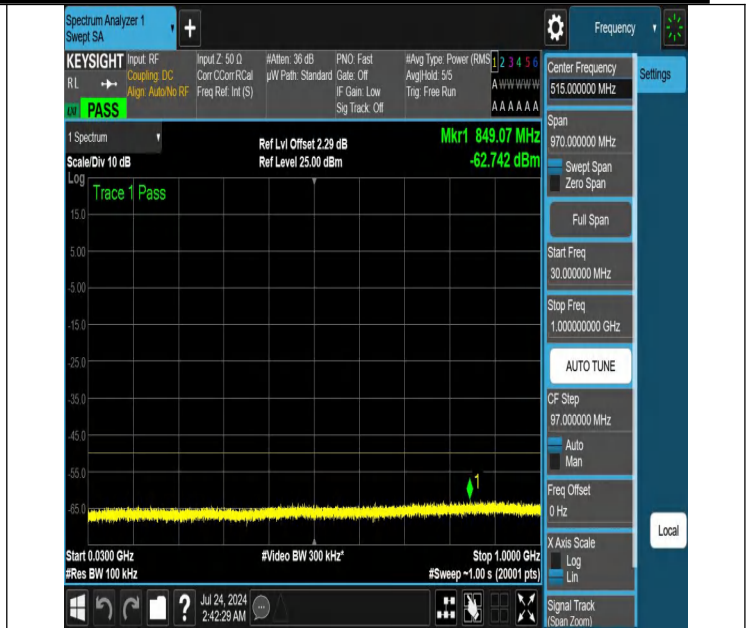 Spectrum Analyzer 1
Swept SA
+
Frequency
KEYSIGHT
RL
PASS
Input: RF
Coupling: DC
Align: Auto/No RF
Input Z: 50 Ω
Corr CCorr RCal
Freq Ref: Int (S)
#Atten: 36 dB
µW Path: Standard
PNO: Fast
Gate: Off
IF Gain: Low
Sig Track: Off
#Avg Type: Power (RMS
Avg|Hold: 5/5
Trig: Free Run
1 2 3 4 5 6
A W W W W W
A A A A A A
1 Spectrum
Scale/Div 10 dB
Log
Ref Lvl Offset 2.29 dB
Ref Level 25.00 dBm
Mkr1 849.07 MHz
-62.742 dBm
Trace 1 Pass
15.0
5.00
-5.00
-15.0
-25.0
-35.0
-45.0
-55.0
-65.0
1
Start 0.0300 GHz
#Res BW 100 kHz
#Video BW 300 kHz*
Stop 1.0000 GHz
#Sweep ~1.00 s (20001 pts)
Center Frequency
515.000000 MHz
Span
970.000000 MHz
Swept Span
Zero Span
Full Span
Start Freq
30.000000 MHz
Stop Freq
1.000000000 GHz
AUTO TUNE
CF Step
97.000000 MHz
Auto
Man
Freq Offset
0 Hz
X Axis Scale
Log
Lin
Signal Track
(Span Zoom)
Settings
Local
?
Jul 24, 2024
2:42:29 AM